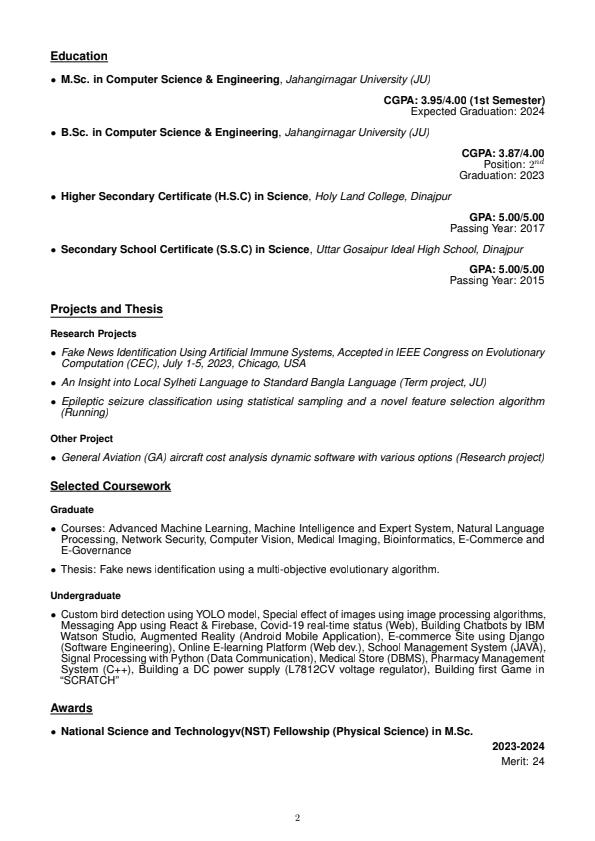 Education
• M.Sc. in Computer Science & Engineering, Jahangirnagar University (JU)
CGPA: 3.95/4.00 (1st Semester)
Expected Graduation: 2024
• B.Sc. in Computer Science & Engineering, Jahangirnagar University (JU)
CGPA: 3.87/4.00
Position: 2nd
Graduation: 2023
• Higher Secondary Certificate (H.S.C) in Science, Holy Land College, Dinajpur
GPA: 5.00/5.00
Passing Year: 2017
• Secondary School Certificate (S.S.C) in Science, Uttar Gosaipur Ideal High School, Dinajpur
GPA: 5.00/5.00
Passing Year: 2015
Projects and Thesis
Research Projects
• Fake News Identification Using Artificial Immune Systems, Accepted in IEEE Congress on Evolutionary
Computation (CEC), July 1-5, 2023, Chicago, USA
• An Insight into Local Sylheti Language to Standard Bangla Language (Term project, JU)
• Epileptic seizure classification using statistical sampling and a novel feature selection algorithm
(Running)
Other Project
• General Aviation (GA) aircraft cost analysis dynamic software with various options (Research project)
Selected Coursework
Graduate
• Courses: Advanced Machine Learning, Machine Intelligence and Expert System, Natural Language
Processing, Network Security, Computer Vision, Medical Imaging, Bioinformatics, E-Commerce and
E-Governance
• Thesis: Fake news identification using a multi-objective evolutionary algorithm.
Undergraduate
• Custom bird detection using YOLO model, Special effect of images using image processing algorithms,
Messaging App using React & Firebase, Covid-19 real-time status (Web), Building Chatbots by IBM
Watson Studio, Augmented Reality (Android Mobile Application), E-commerce Site using Django
(Software Engineering), Online E-learning Platform (Web dev.), School Management System (JAVA),
Signal Processing with Python (Data Communication), Medical Store (DBMS), Pharmacy Management
System (C++), Building a DC power supply (L7812CV voltage regulator), Building first Game in
“SCRATCH”
Awards
• National Science and Technologyv(NST) Fellowship (Physical Science) in M.Sc.
2023-2024
Merit: 24
2